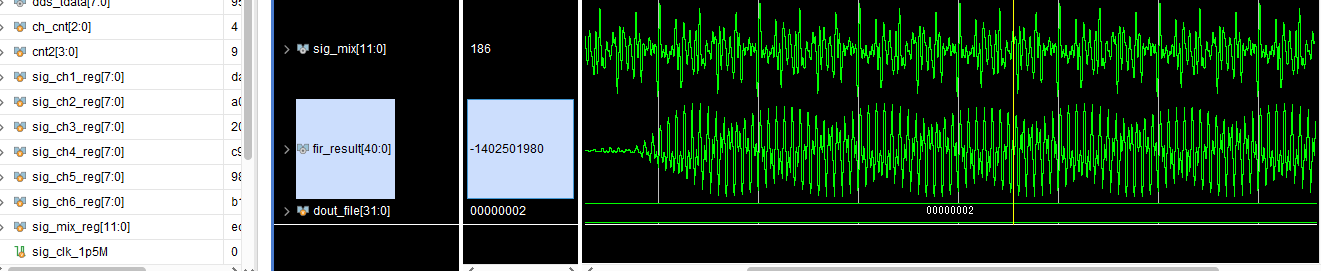 dds_tdata[7:0]
ch_cnt[2:0] 4
cnt2[3:0] 9
sig_ch1_reg[7:0] da
sig_ch2_reg[7:0] a0
sig_ch3_reg[7:0] 20
sig_ch4_reg[7:0] c9
sig_ch5_reg[7:0] 98
sig_ch6_reg[7:0] b1
sig_mix_reg[11:0]
sig_clk_1p5M 0
sig_mix[11:0] 186
fir_result[40:0] -1402501980
dout_file[31:0] 00000002
00000002